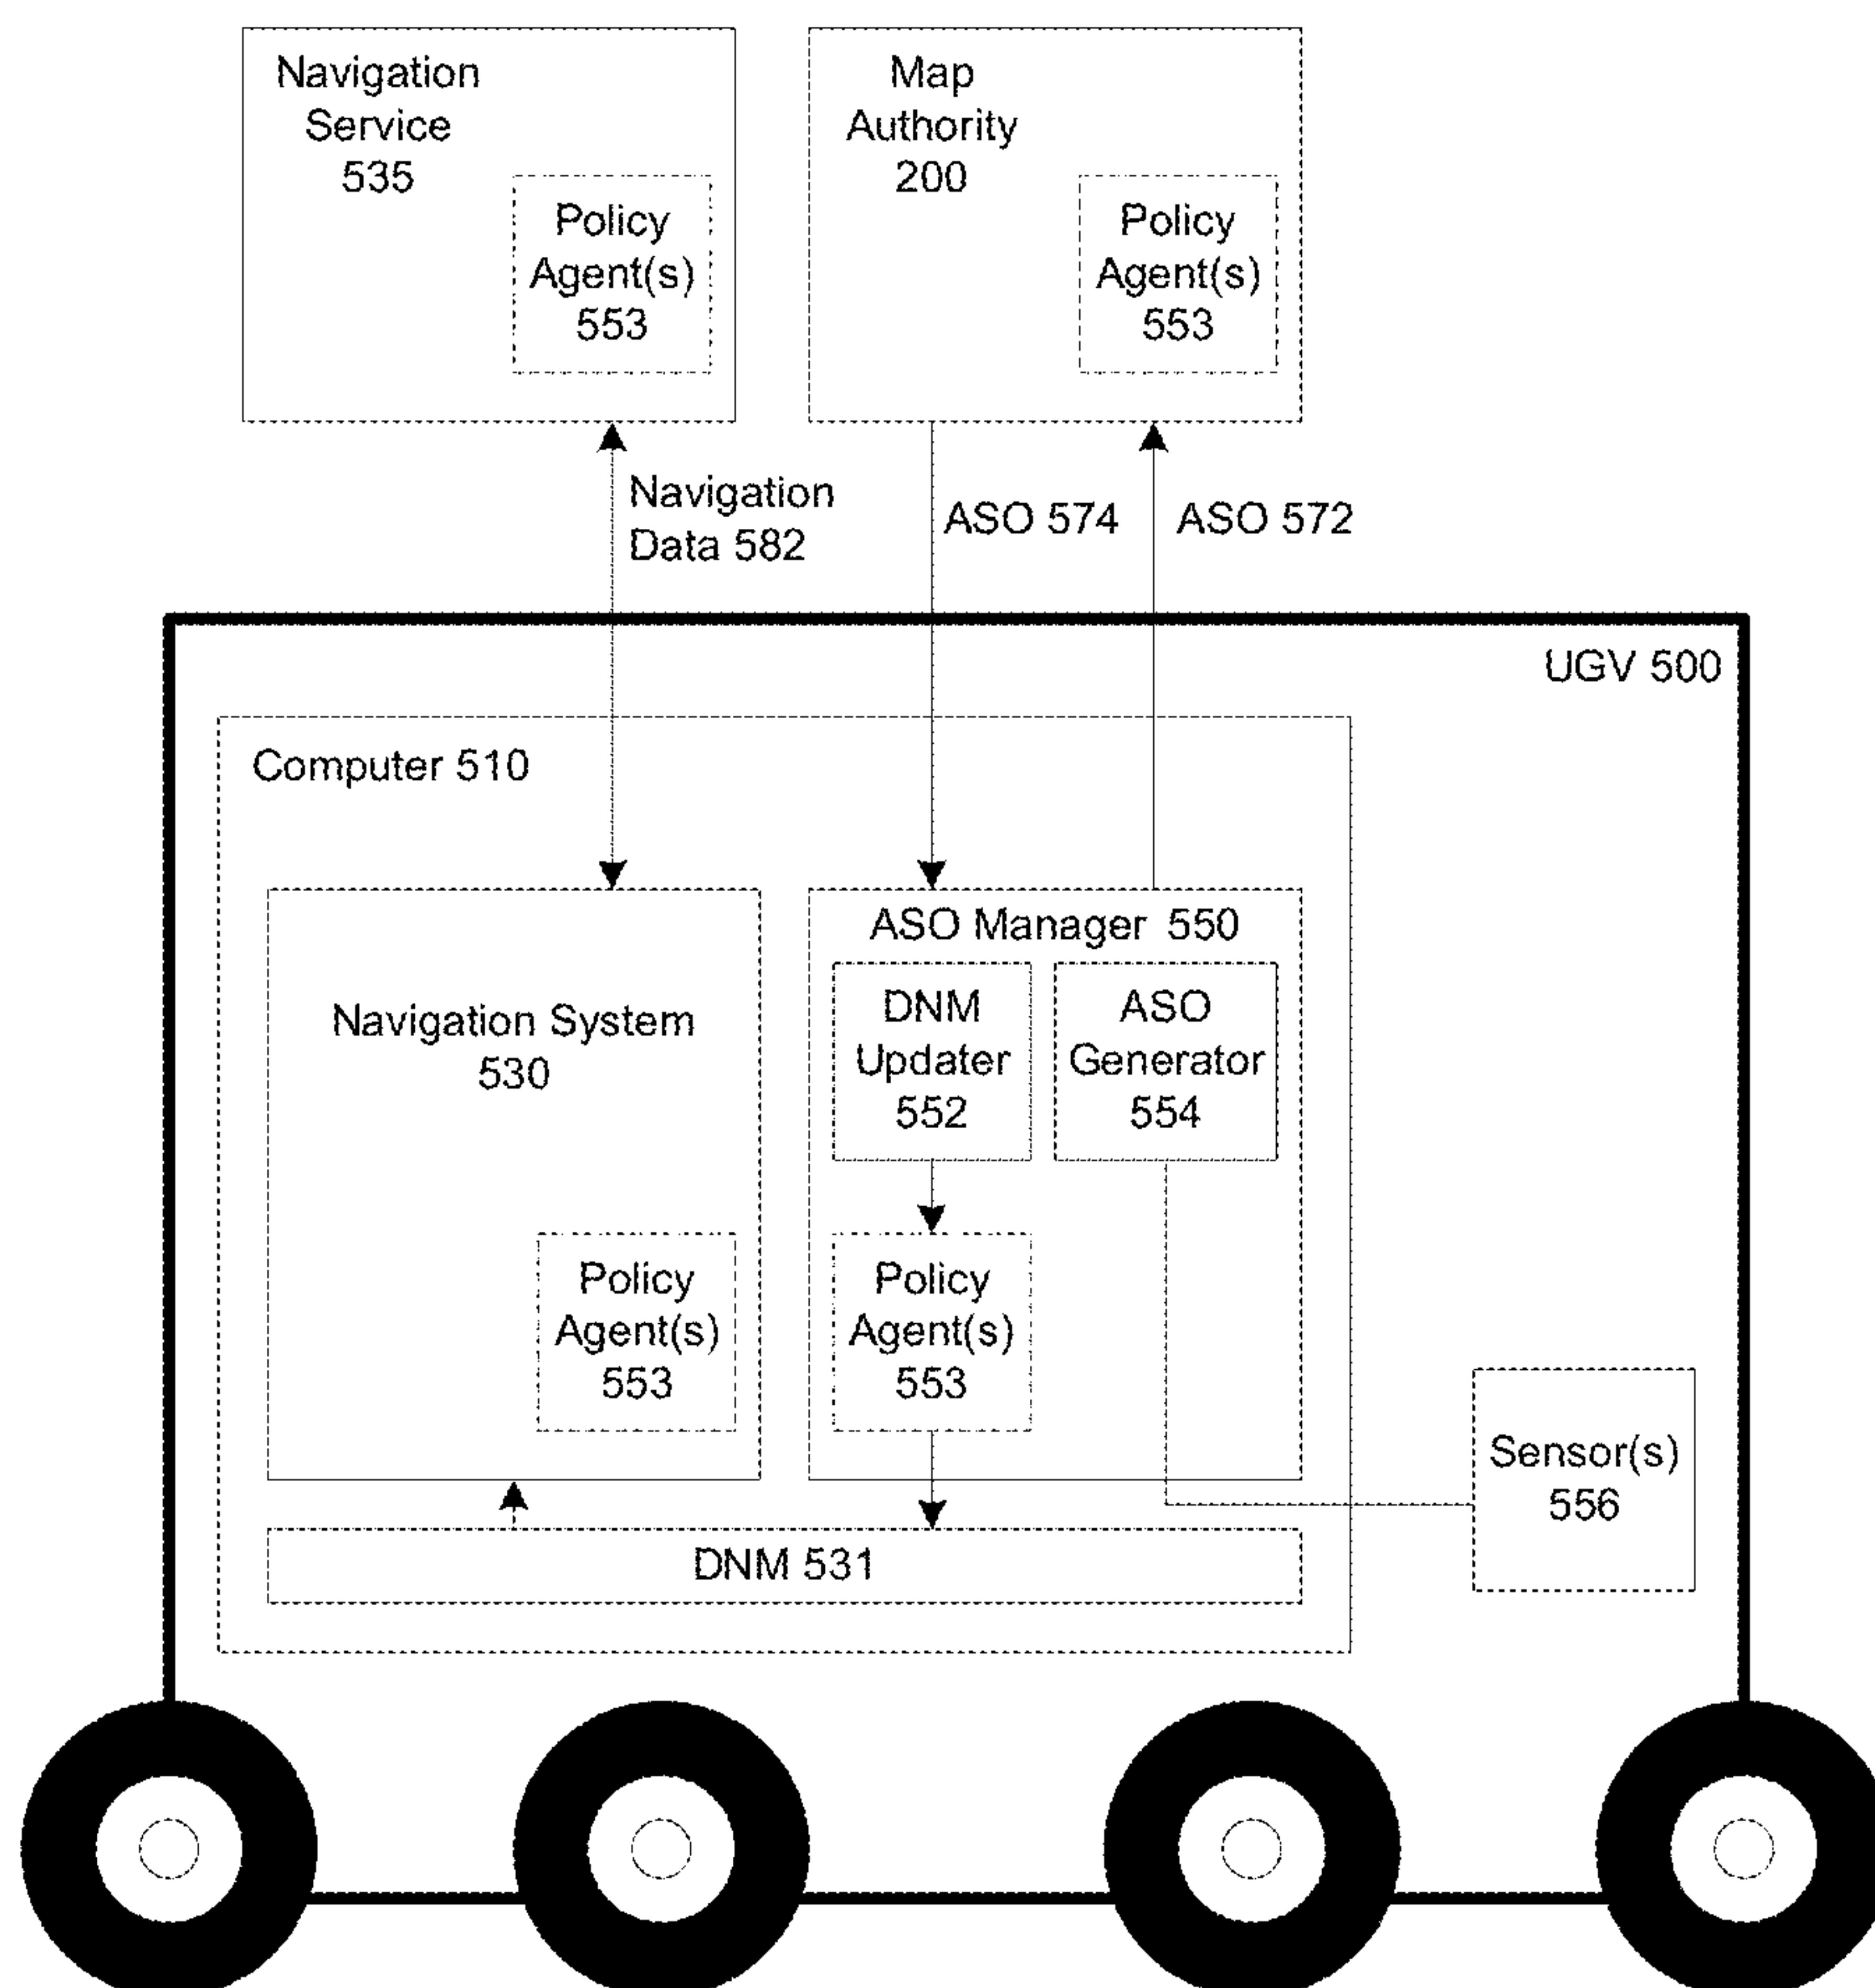 Navigation
Service
535
Policy
Agent(s)
553
Map
Authority
200
Policy
Agent(s)
553
Navigation
Data 582
ASO 574
ASO 572
UGV 500
Computer 510
Navigation System
530
Policy
Agent(s)
553
ASO Manager 550
DNM
Updater
552
ASO
Generator
554
Policy
Agent(s)
553
Sensor(s)
556
DNM 531